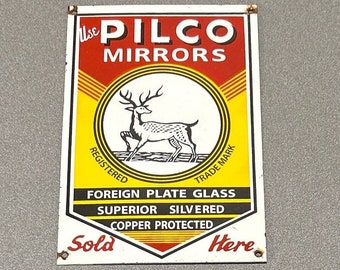 Use PILCO
MIRRORS
REGISTERED TRADE MARK
FOREIGN PLATE GLASS
SUPERIOR SILVERED
COPPER PROTECTED
Sold Here